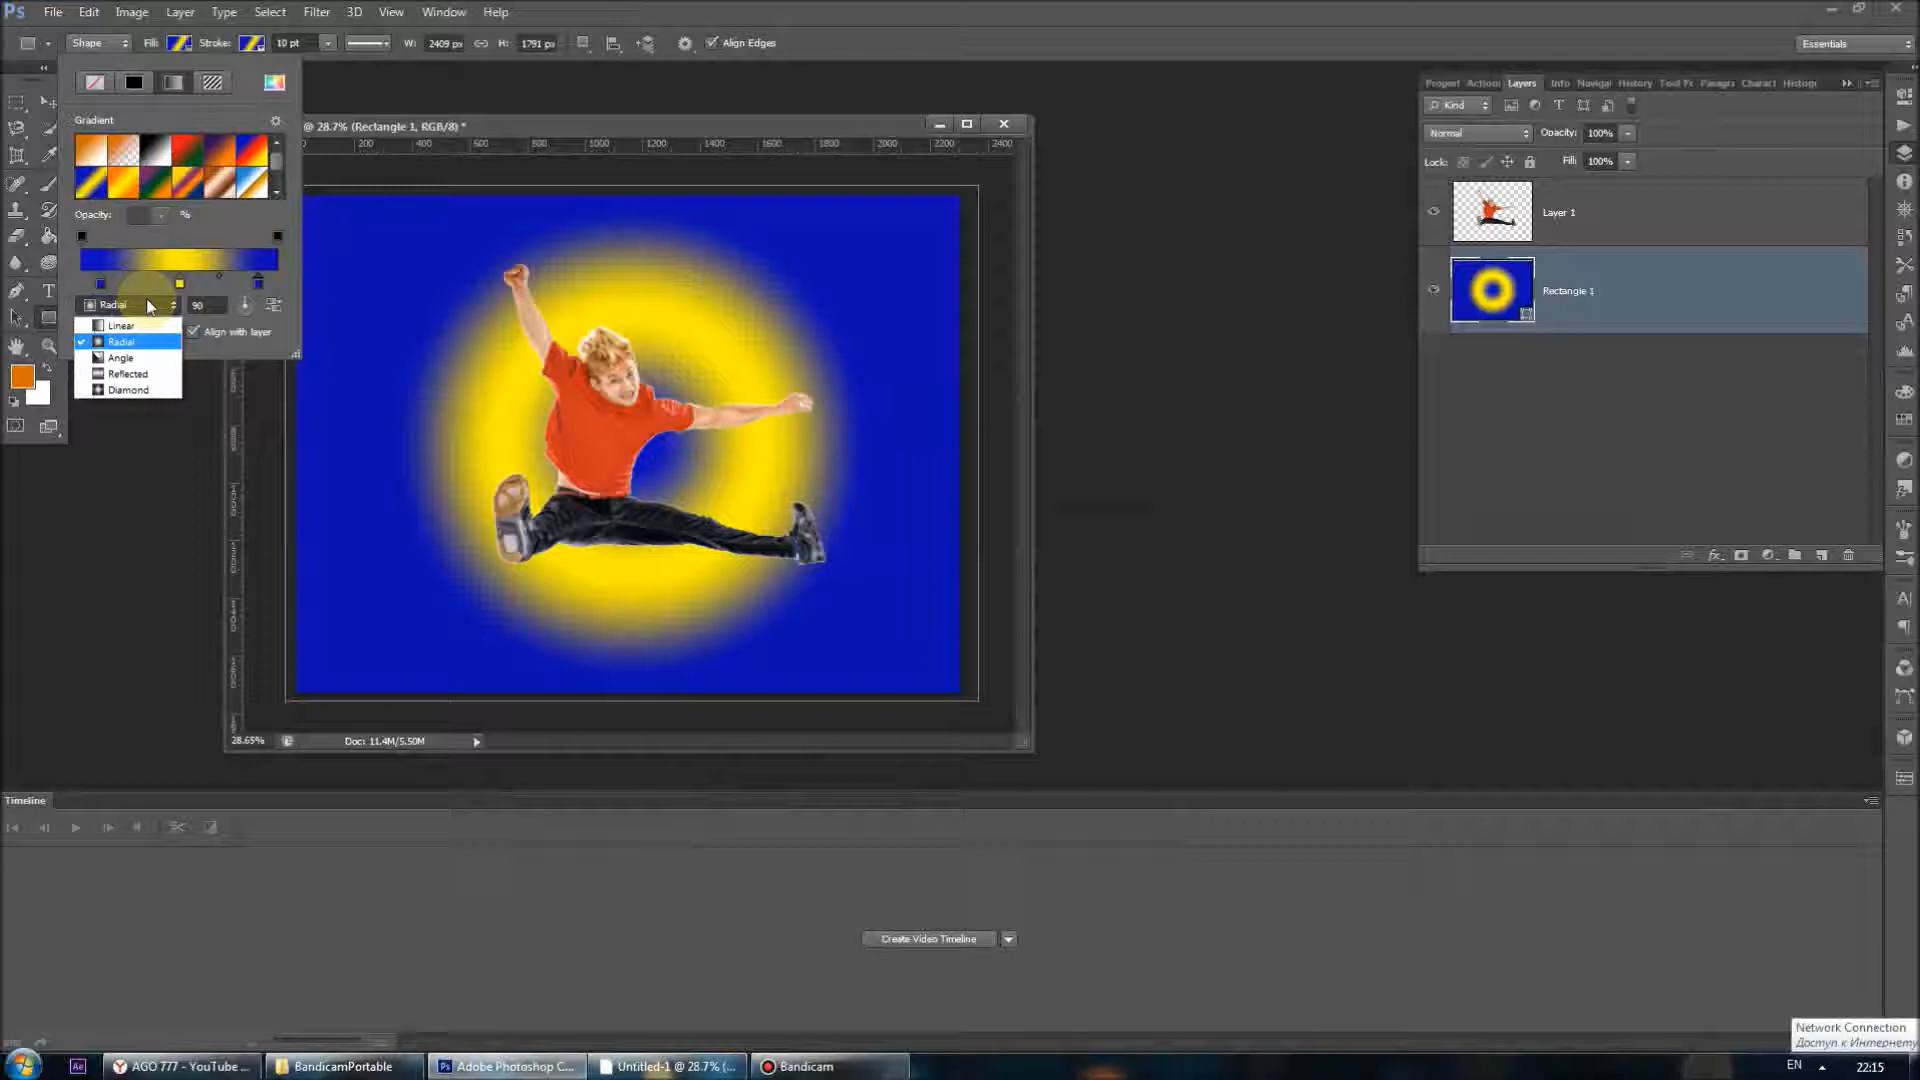 Ps File Edit Image Layer Type Select Filter 3D View Window Help
Shape Fill: Stroke: 10 pt W: 2409 px H: 1791 px Align Edges Essentials
Gradient
Opacity: %
Radial 90
Linear
Radial
Angle
Reflected
Diamond
Align with layer
@ 28.7% (Rectangle 1, RGB/8) *
200 400 600 800 1000 1200 1400 1600 1800 2000 2200 2400
28.65% Doc: 11.4M/5.50M
Propert Action Layers Info Navigat History Tool Pr Paragra Charact Histog
Kind
Normal Opacity: 100%
Lock: Fill: 100%
Layer 1
Rectangle 1
Timeline
Create Video Timeline
Network Connection
Доступ к Интернету
Ae AGO 777 - YouTube ... BandicamPortable Ps Adobe Photoshop C... Untitled-1 @ 28.7% (... Bandicam EN 22:15